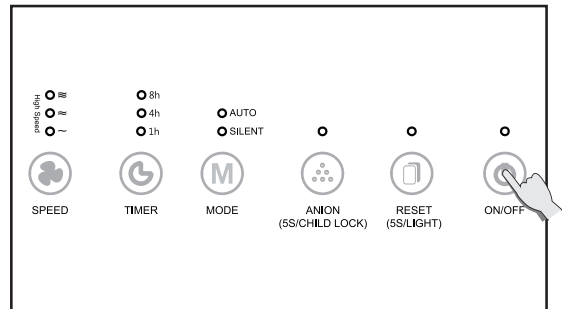 High Speed
8h
4h
1h
AUTO
SILENT
M
SPEED
TIMER
MODE
ANION
(5S/CHILD LOCK)
RESET
(5S/LIGHT)
ON/OFF